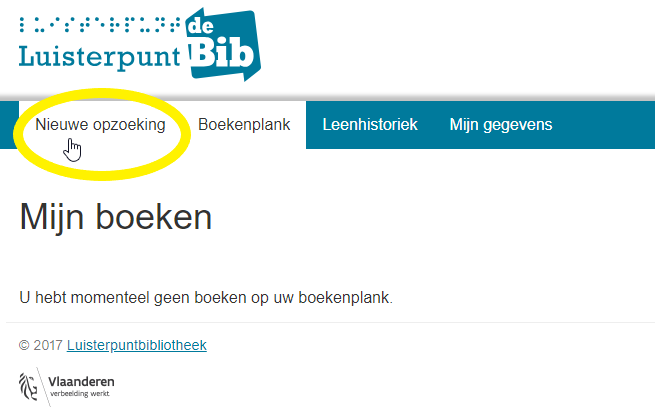 ⠇⠥⠊⠎⠞⠑⠗⠏⠥⠝⠞
Luisterpunt
de
Bib
Nieuwe opzoeking Boekenplank Leenhistoriek Mijn gegevens
Mijn boeken
U hebt momenteel geen boeken op uw boekenplank.
© 2017 Luisterpuntbibliotheek
Vlaanderen
verbeelding werkt